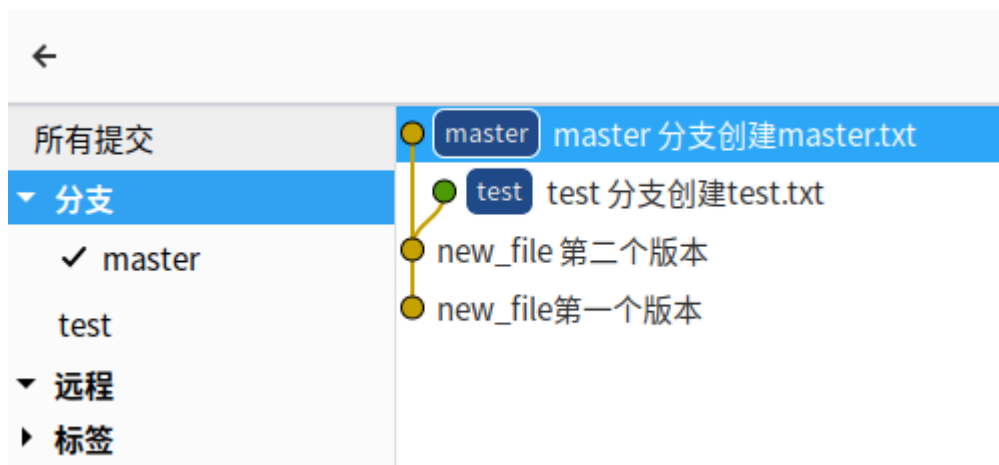 所有提交
分支
master
test
远程
标签
master master 分支创建master.txt
test test 分支创建test.txt
new_file 第二个版本
new_file第一个版本